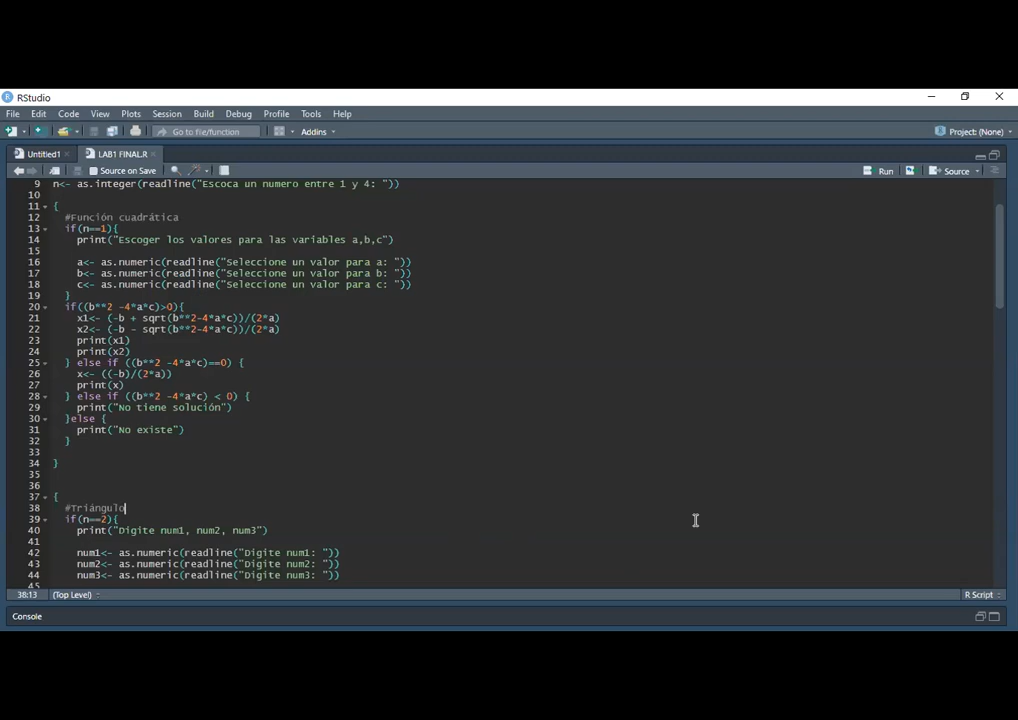 RStudio
File Edit Code View Plots Session Build Debug Profile Tools Help
Go to file/function Addins Project: (None)
Untitled1 LAB1 FINAL.R
Source on Save Run Source
9 n<- as.integer(readline("Escoca un numero entre 1 y 4: "))
10
11 {
12 #Función cuadrática
13 if(n==1){
14 print("Escoger los valores para las variables a,b,c")
15
16 a<- as.numeric(readline("Seleccione un valor para a: "))
17 b<- as.numeric(readline("Seleccione un valor para b: "))
18 c<- as.numeric(readline("Seleccione un valor para c: "))
19 }
20 if((b**2 -4*a*c)>0){
21 x1<- (-b + sqrt(b**2-4*a*c))/(2*a)
22 x2<- (-b - sqrt(b**2-4*a*c))/(2*a)
23 print(x1)
24 print(x2)
25 } else if ((b**2 -4*a*c)==0) {
26 x<- ((-b)/(2*a))
27 print(x)
28 } else if ((b**2 -4*a*c) < 0) {
29 print("No tiene solución")
30 }else {
31 print("No existe")
32 }
33
34 }
35
36
37 {
38 #Triángulo
39 if(n==2){
40 print("Digite num1, num2, num3")
41
42 num1<- as.numeric(readline("Digite num1: "))
43 num2<- as.numeric(readline("Digite num2: "))
44 num3<- as.numeric(readline("Digite num3: "))
45
38:13 (Top Level) R Script
Console